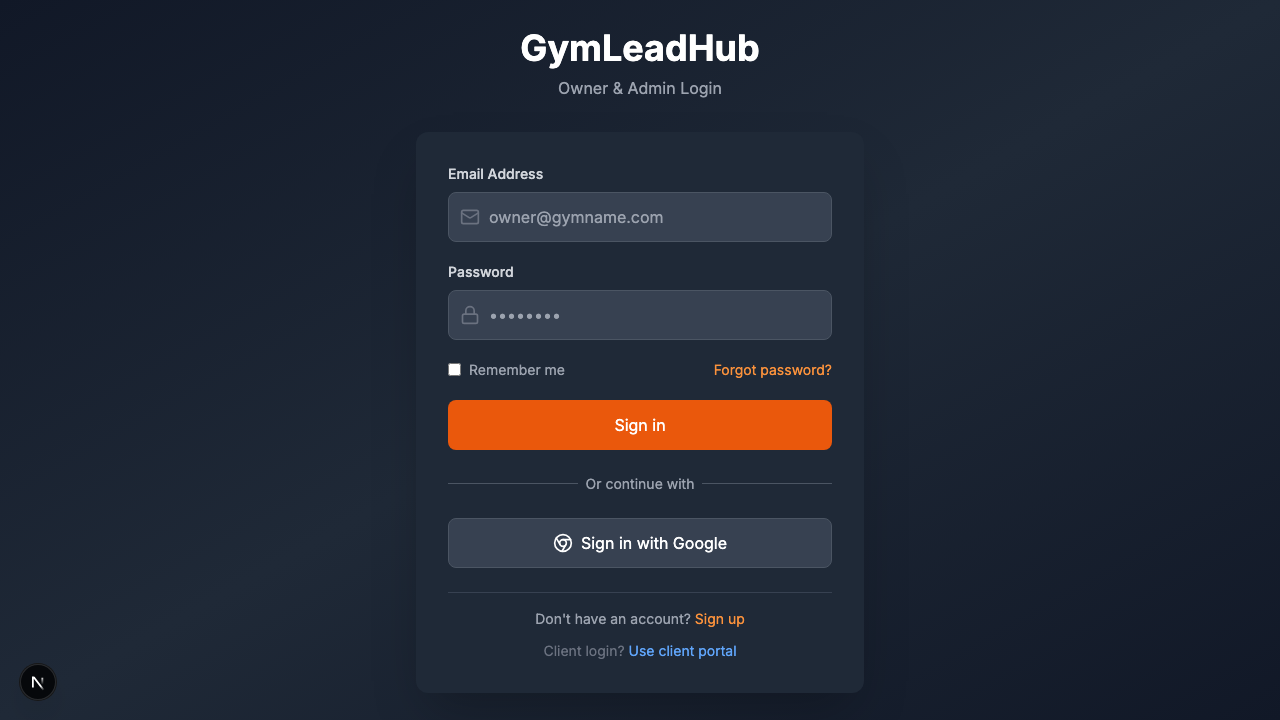 GymLeadHub
Owner & Admin Login
Email Address
owner@gymname.com
Password
••••••••
Remember me
Forgot password?
Sign in
Or continue with
Sign in with Google
Don't have an account? Sign up
Client login? Use client portal
N